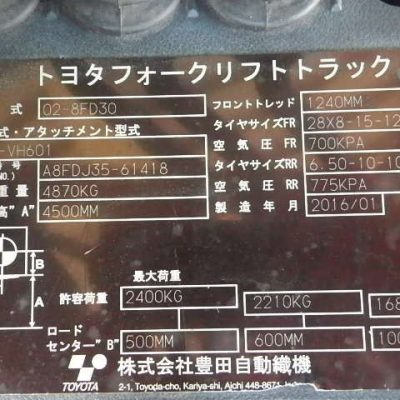 トヨタフォークリフトトラック
式 02-8FD30 フロントトレッド 1240MM
式・アタッチメント型式 タイヤサイズFR 28X8-15-12
-VH601 空気圧FR 700KPA
号 NO.) A8FDJ35-61418 タイヤサイズRR 6.50-10-10
重量 4870KG 空気圧RR 775KPA
高"A" 4500MM 製造年月 2016/01
B
A
最大荷重
許容荷重 2400KG 2210KG 168
ロード
センター"B" 500MM 600MM 100
株式会社豊田自動織機
TOYOTA 2-1, Toyoda-cho, Kariya-shi, Aichi 448-8671,